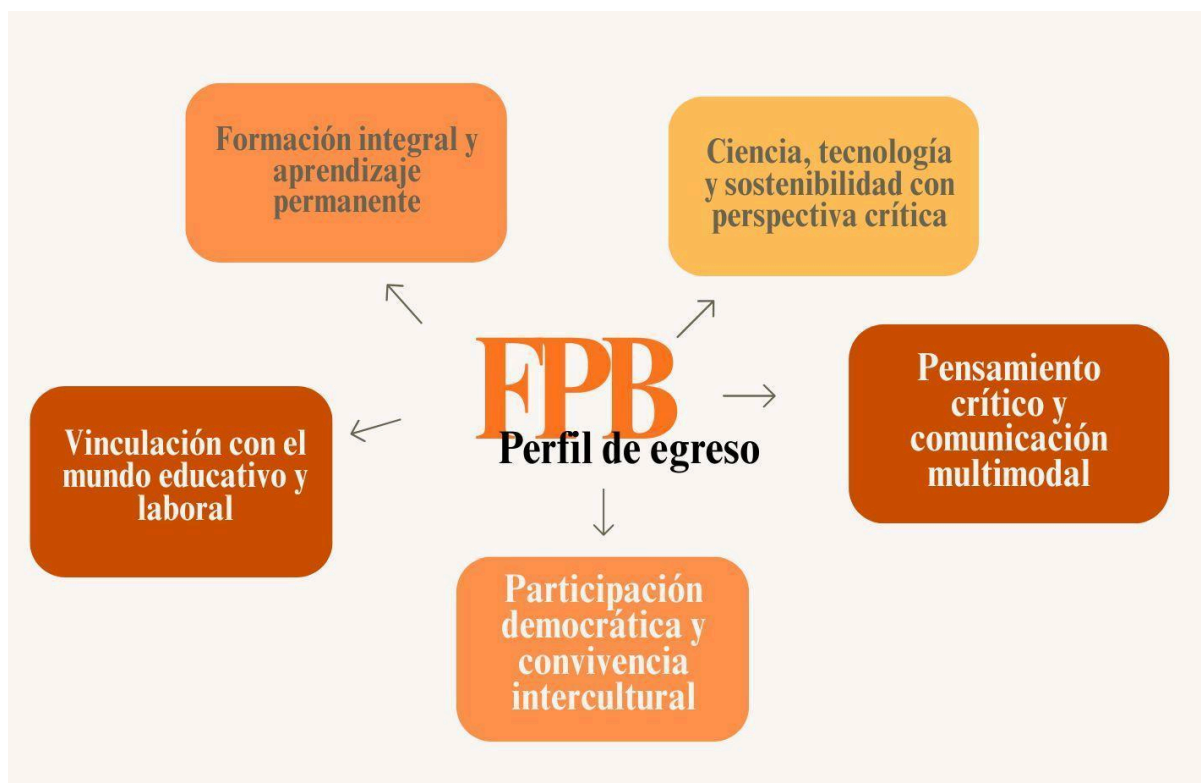 Formación integral y
aprendizaje
permanente
Ciencia, tecnología
y sostenibilidad con
perspectiva crítica
FPB
Perfil de egreso
Pensamiento
crítico y
comunicación
multimodal
Vinculación con el
mundo educativo y
laboral
Participación
democrática y
convivencia
intercultural